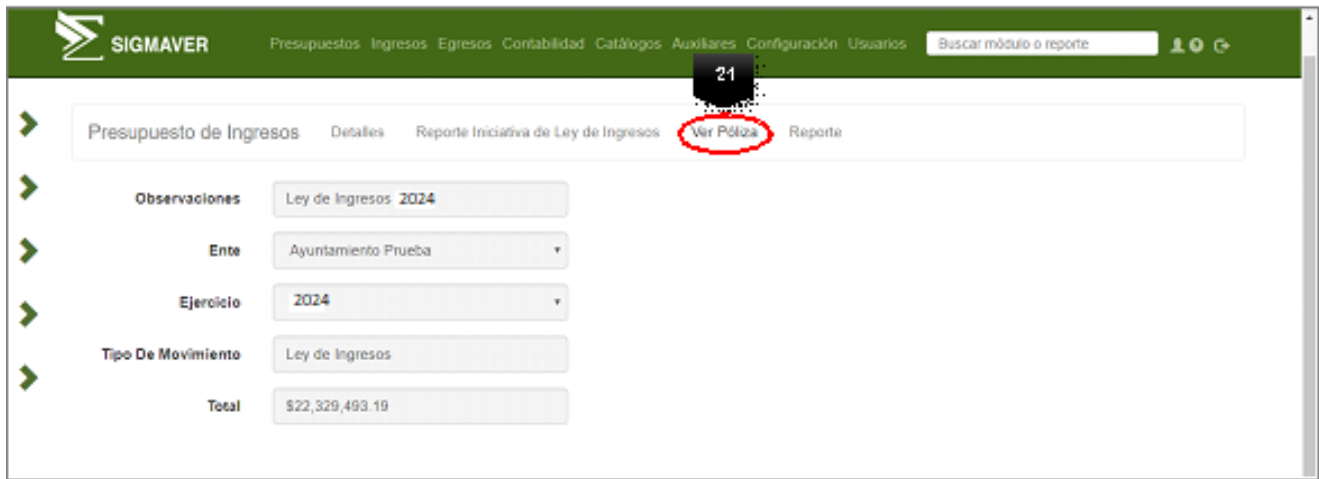 SIGMAVER Presupuestos Ingresos Egresos Contabilidad Catálogos Auxiliares Configuración Usuarios Buscar módulo o reporte
21
Presupuesto de Ingresos Detalles Reporte Iniciativa de Ley de Ingresos Ver Póliza Reporte
Observaciones Ley de Ingresos 2024
Ente Ayuntamiento Prueba
Ejercicio 2024
Tipo De Movimiento Ley de Ingresos
Total $22,329,493.19